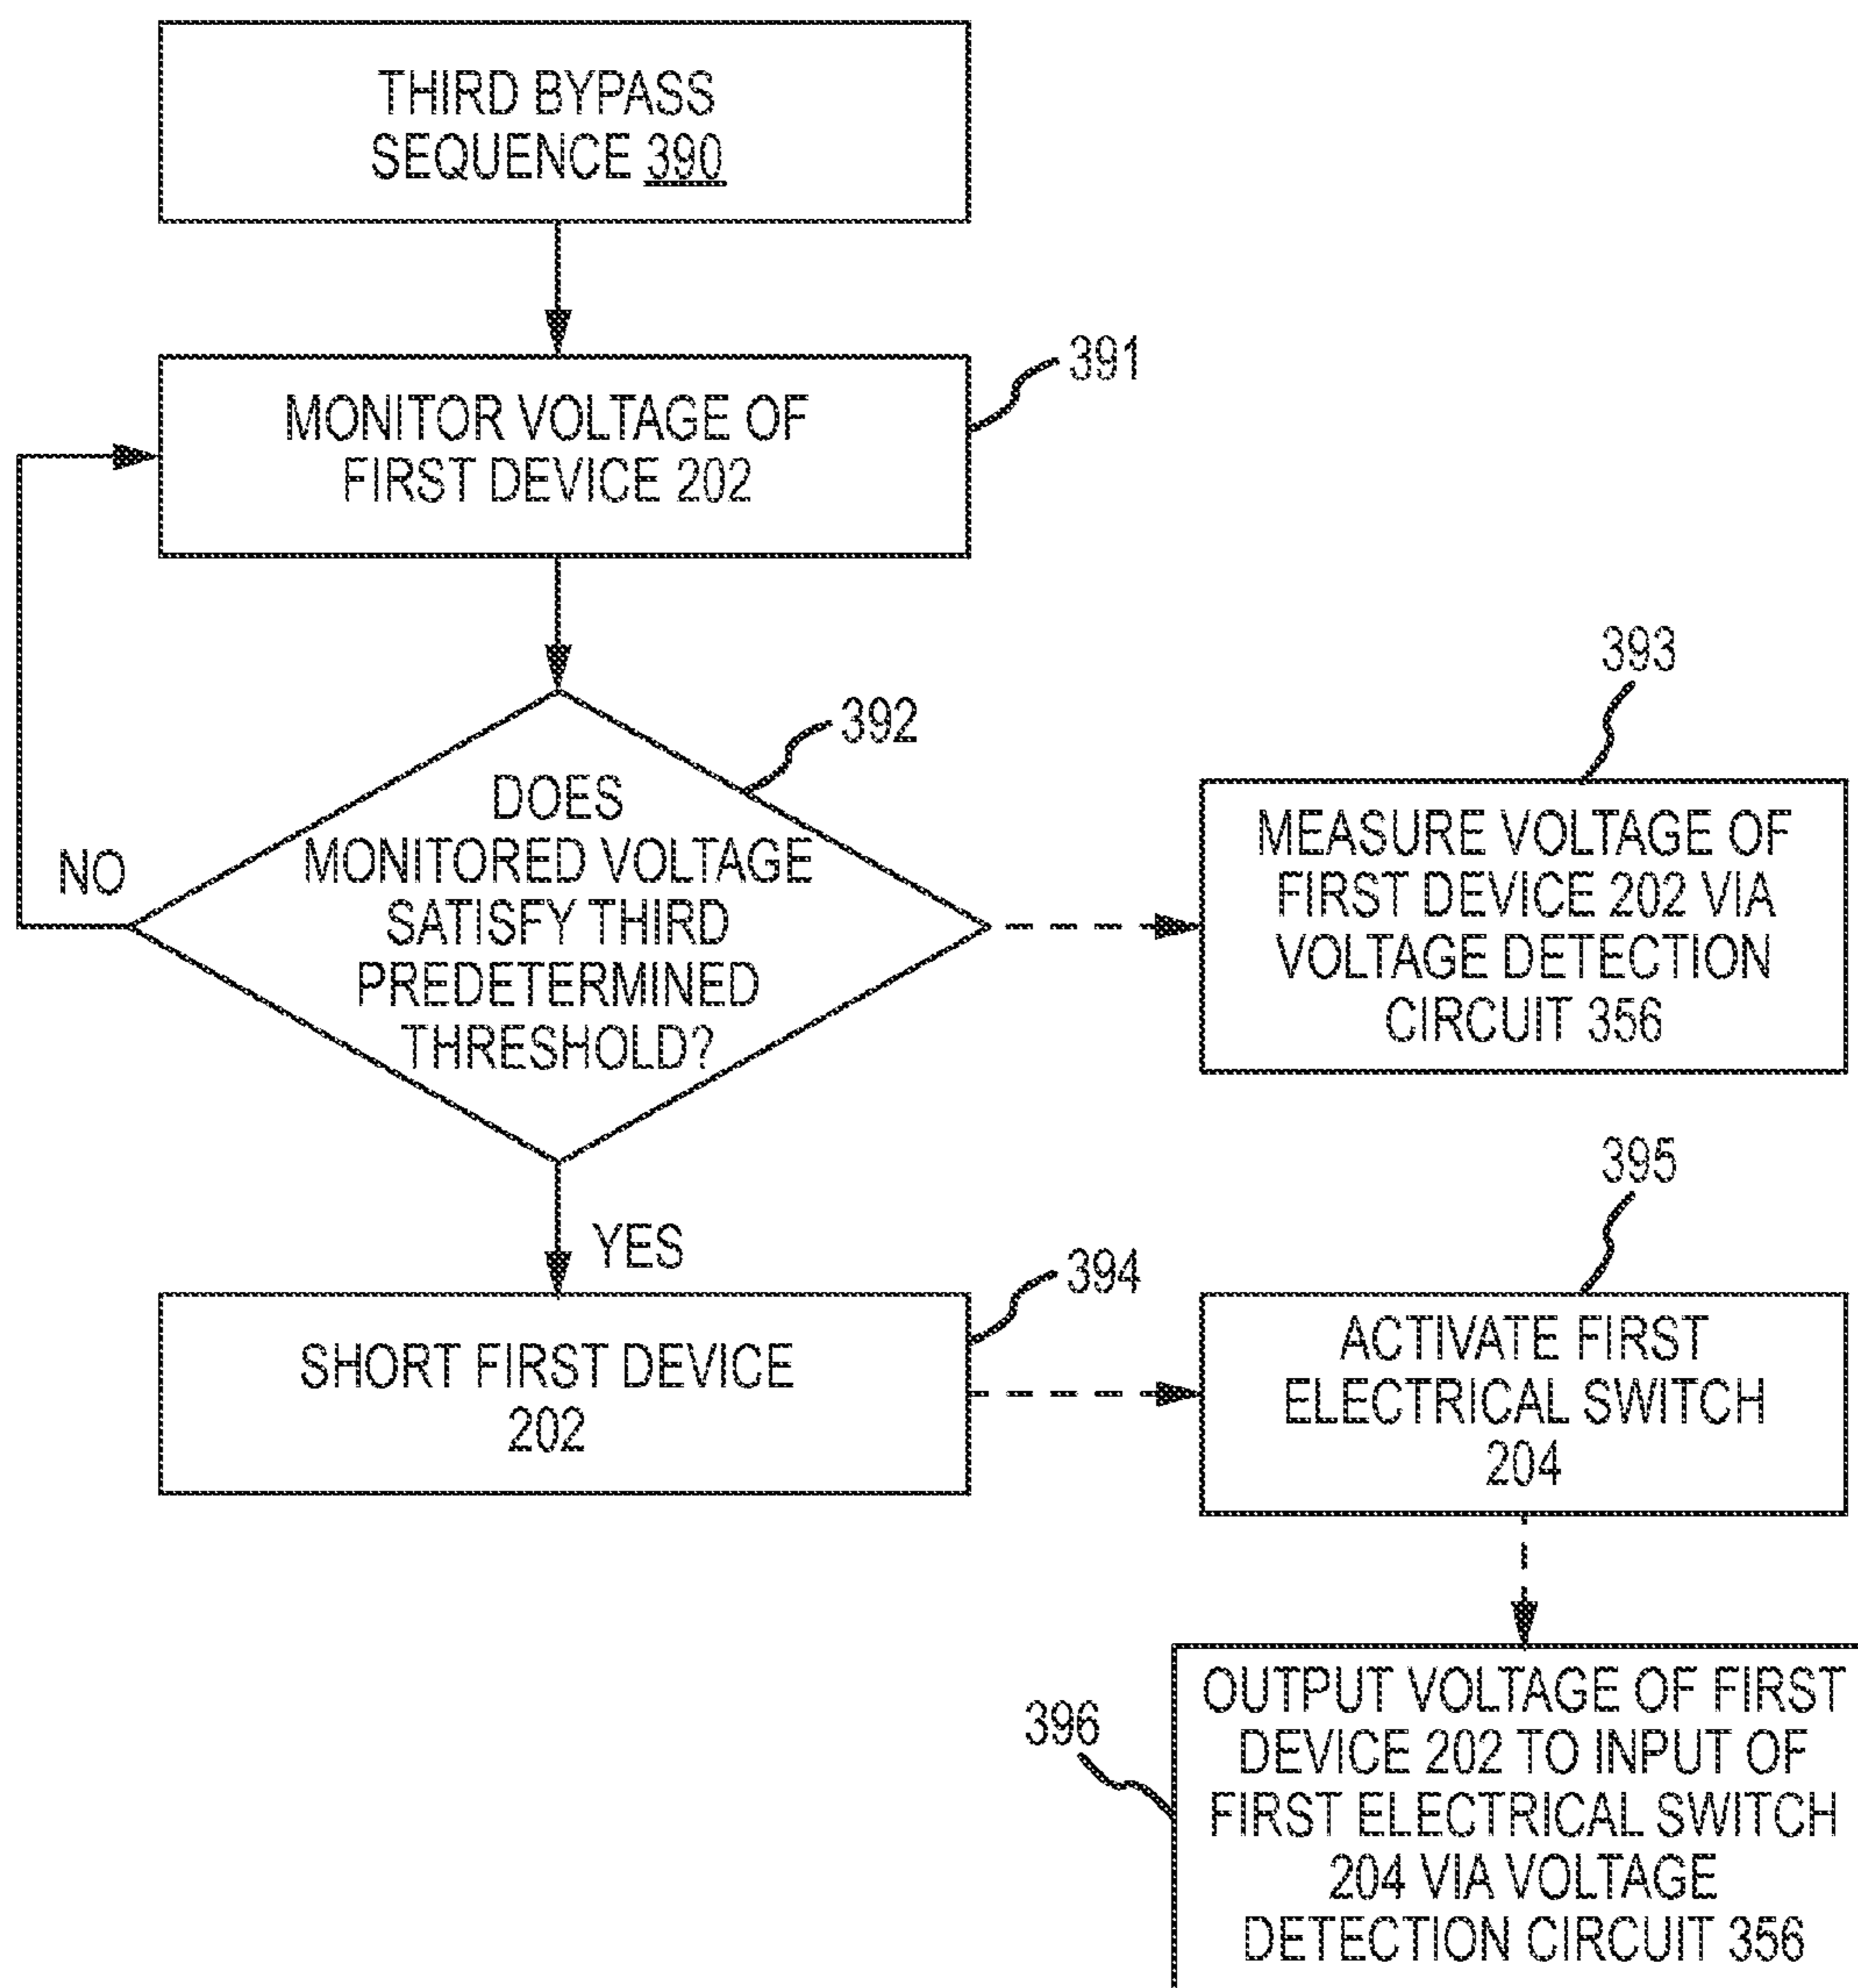 THIRD BYPASS
SEQUENCE 390
391
MONITOR VOLTAGE OF
FIRST DEVICE 202
392
DOES
MONITORED VOLTAGE
SATISFY THIRD
PREDETERMINED
THRESHOLD?
NO
393
MEASURE VOLTAGE OF
FIRST DEVICE 202 VIA
VOLTAGE DETECTION
CIRCUIT 356
YES
394
SHORT FIRST DEVICE
202
395
ACTIVATE FIRST
ELECTRICAL SWITCH
204
396
OUTPUT VOLTAGE OF FIRST
DEVICE 202 TO INPUT OF
FIRST ELECTRICAL SWITCH
204 VIA VOLTAGE
DETECTION CIRCUIT 356